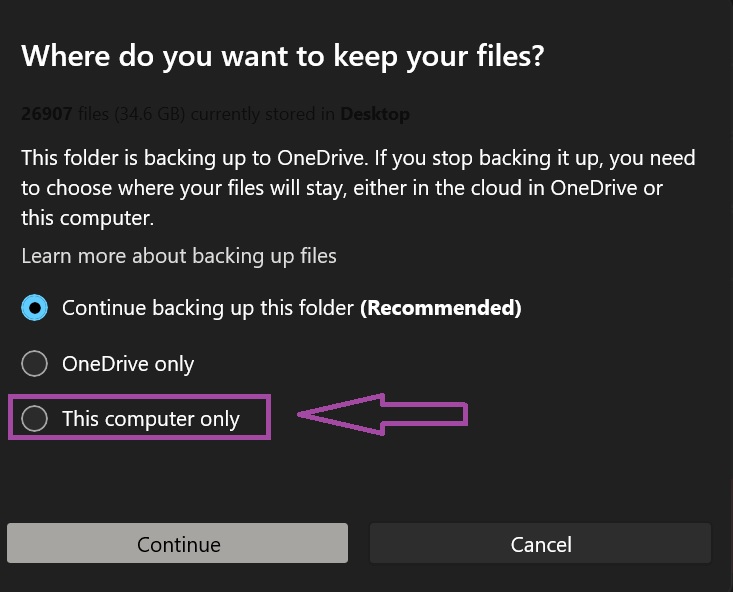 Where do you want to keep your files?
26907 files (34.6 GB) currently stored in Desktop
This folder is backing up to OneDrive. If you stop backing it up, you need
to choose where your files will stay, either in the cloud in OneDrive or
this computer.
Learn more about backing up files
Continue backing up this folder (Recommended)
OneDrive only
This computer only
Continue
Cancel